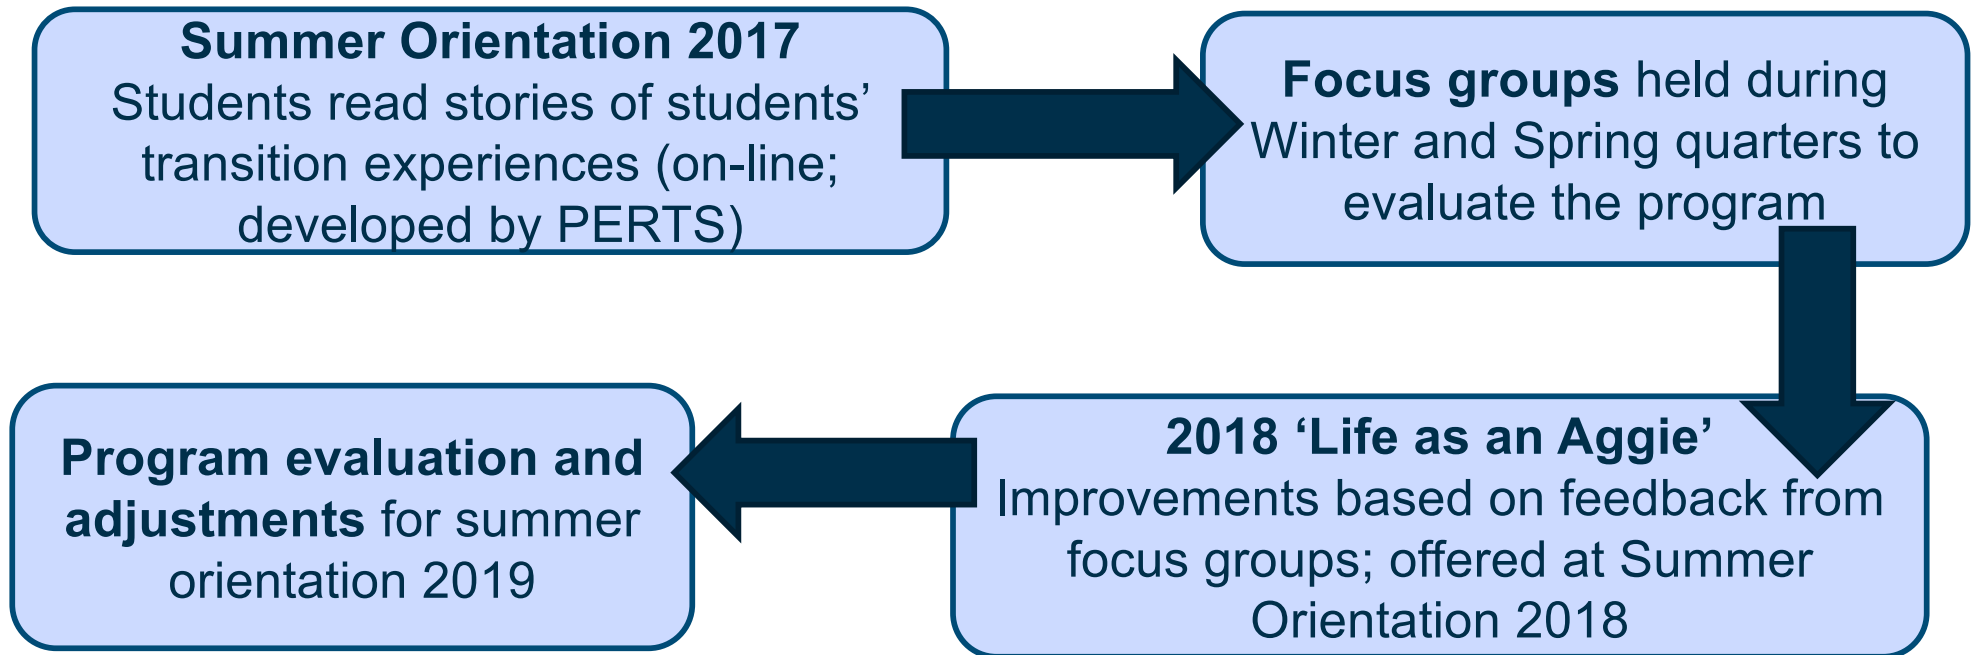 Summer Orientation 2017
Students read stories of students’
transition experiences (on-line;
developed by PERTS)
Focus groups held during
Winter and Spring quarters to
evaluate the program
2018 ‘Life as an Aggie’
Improvements based on feedback from
focus groups; offered at Summer
Orientation 2018
Program evaluation and
adjustments for summer
orientation 2019